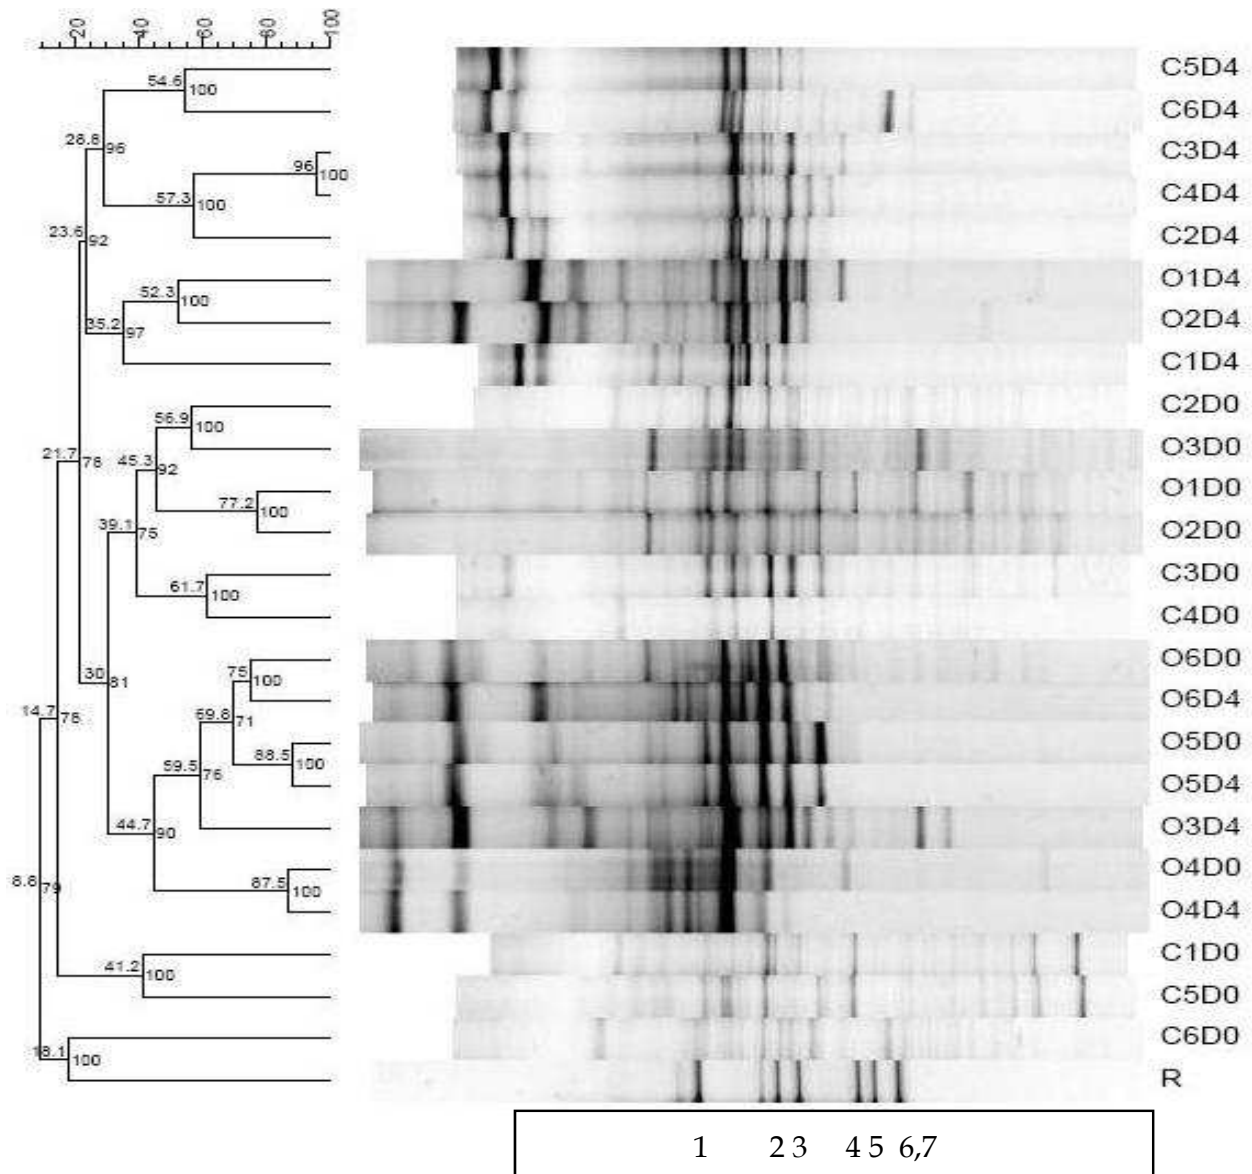 20 40 60 80 100
54.6 100 C5D4
C6D4
28.8 96
96 100 C3D4
57.3 100 C4D4
23.6 92 C2D4
52.3 100 O1D4
35.2 97 O2D4
C1D4
56.9 100 C2D0
21.7 76 45.3 92 O3D0
77.2 100 O1D0
39.1 75 O2D0
61.7 100 C3D0
C4D0
30 81 75 100 O6D0
14.7 78 69.8 71 O6D4
88.5 100 O5D0
59.5 76 O5D4
44.7 90 O3D4
8.8 79 87.5 100 O4D0
O4D4
41.2 100 C1D0
C5D0
18.1 100 C6D0
R
1 2 3 4 5 6,7